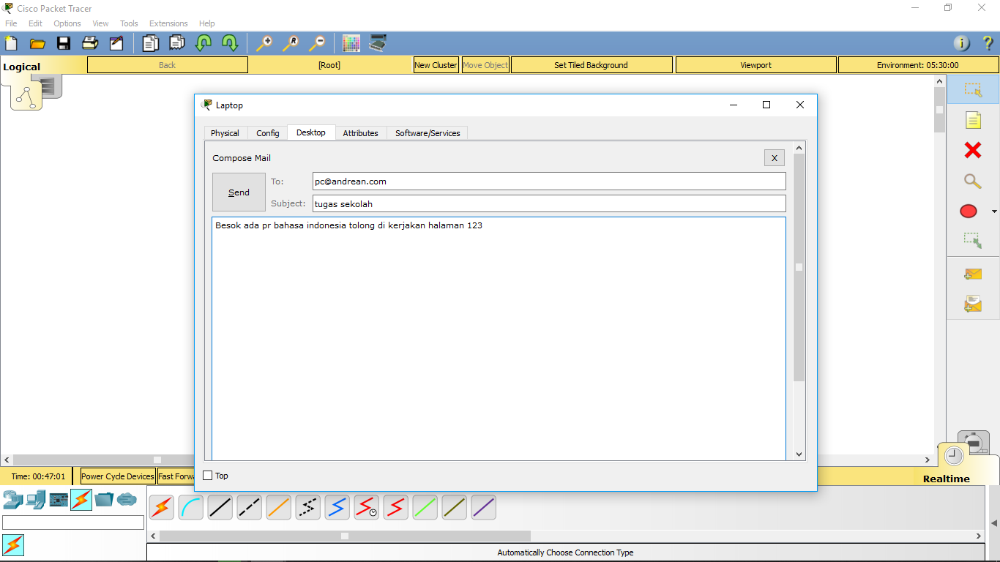 Cisco Packet Tracer
File Edit Options View Tools Extensions Help
Logical Back [Root] New Cluster Move Object Set Tiled Background Viewport Environment: 05:30:00
Laptop
Physical Config Desktop Attributes Software/Services
Compose Mail X
Send
To: pc@andrean.com
Subject: tugas sekolah
Besok ada pr bahasa indonesia tolong di kerjakan halaman 123
Top
Time: 00:47:01 Power Cycle Devices Fast Forwa
Realtime
Automatically Choose Connection Type